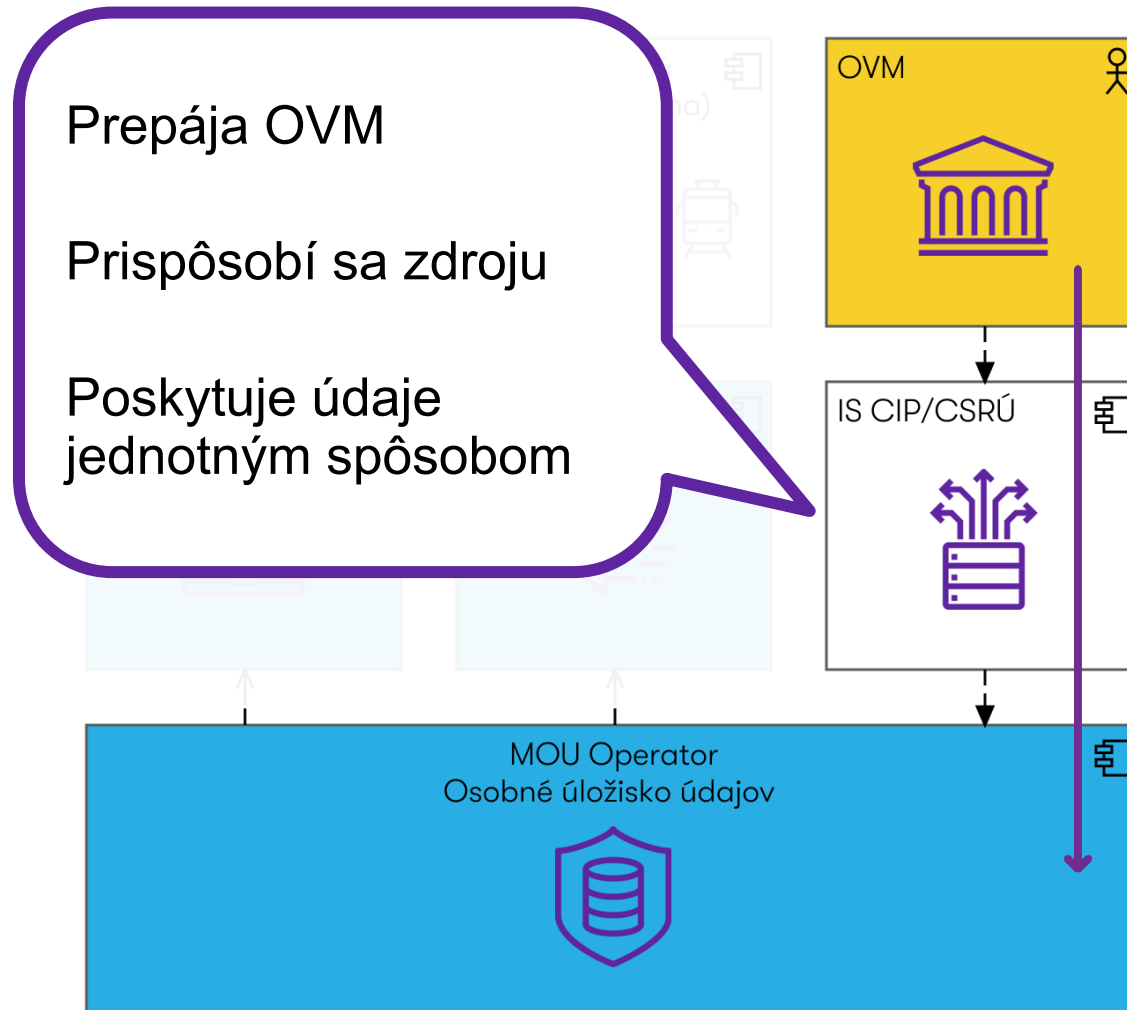 Prepája OVM
Prispôsobí sa zdroju
Poskytuje údaje
jednotným spôsobom
OVM
IS CIP/CSRÚ
MOU Operator
Osobné úložisko údajov